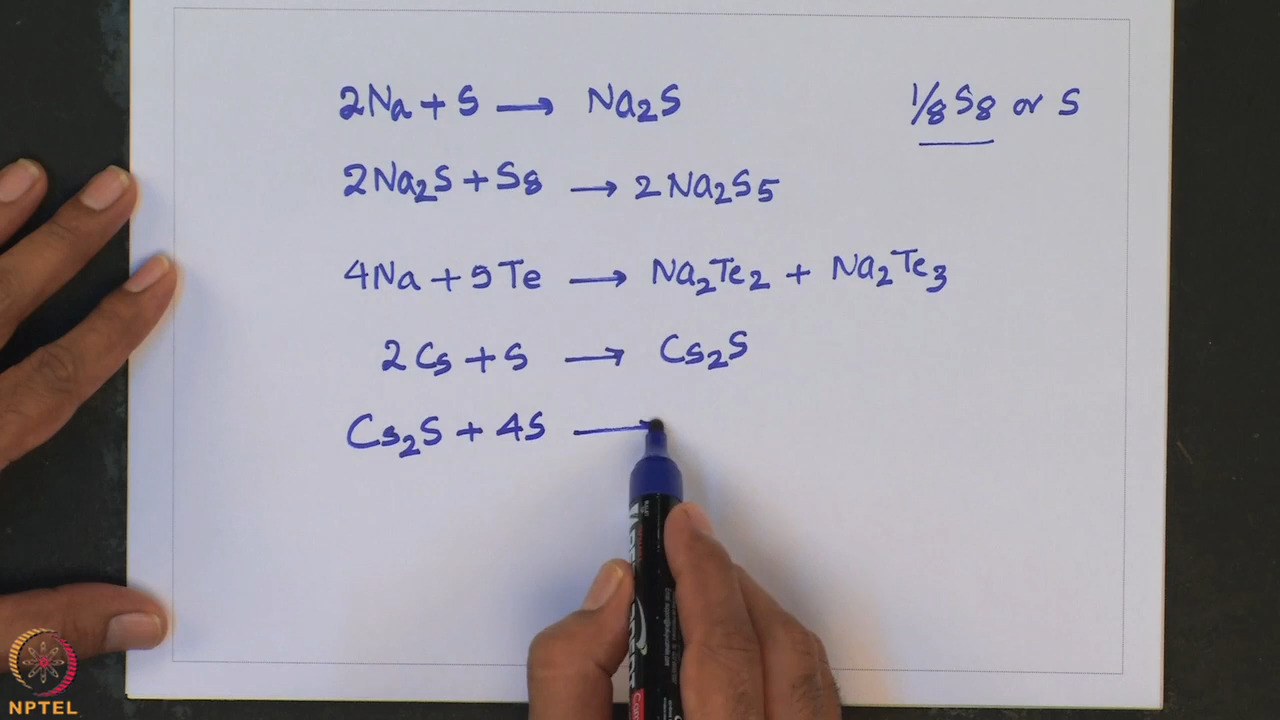 2Na + S ⟶ Na₂S    1/8 S₈ or S
2Na₂S + S₈ ⟶ 2Na₂S₅
4Na + 5Te ⟶ Na₂Te₂ + Na₂Te₃
2Cs + S ⟶ Cs₂S
Cs₂S + 4S ⟶
NPTEL